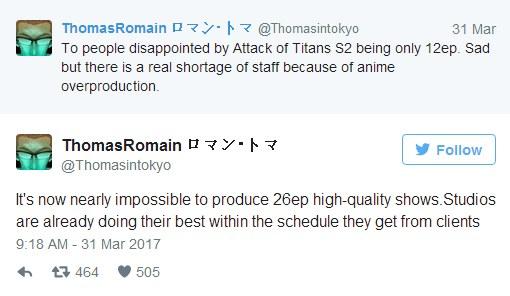 ThomasRomain ロマン・トマ @Thomasintokyo 31 Mar
To people disappointed by Attack of Titans S2 being only 12ep. Sad
but there is a real shortage of staff because of anime
overproduction.
ThomasRomain ロマン・トマ
@Thomasintokyo
Follow
It's now nearly impossible to produce 26ep high-quality shows.Studios
are already doing their best within the schedule they get from clients
9:18 AM - 31 Mar 2017
464 505